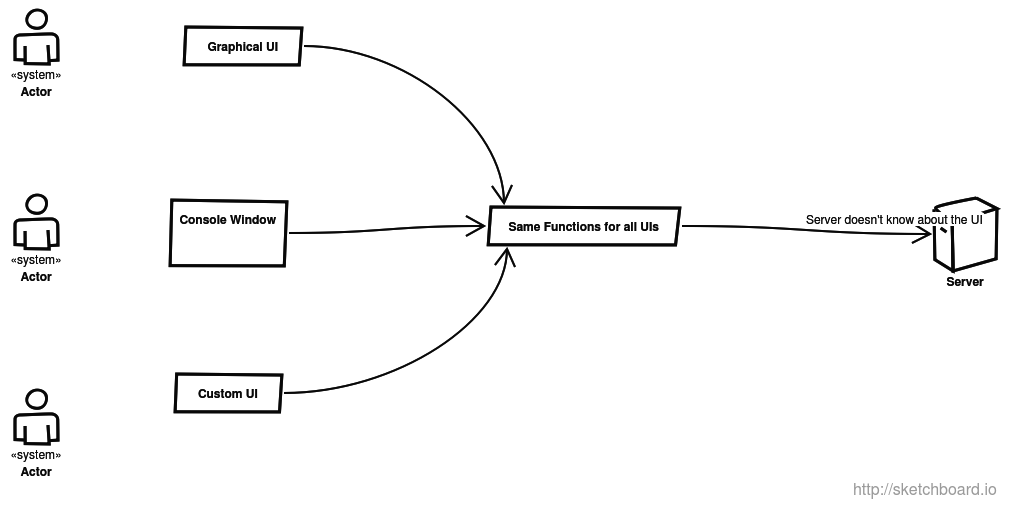 «system»
Actor
Graphical UI
«system»
Actor
Console Window
Same Functions for all UIs
Server doesn't know about the UI
Server
«system»
Actor
Custom UI
http://sketchboard.io